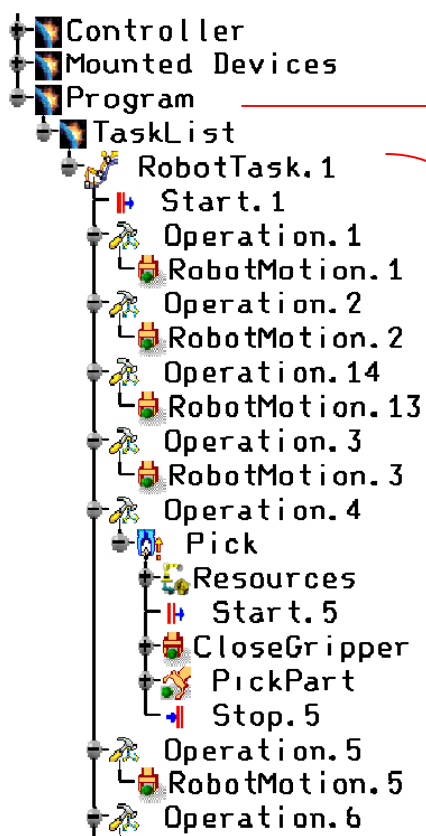 Controller
Mounted Devices
Program
TaskList
RobotTask.1
Start.1
Operation.1
RobotMotion.1
Operation.2
RobotMotion.2
Operation.14
RobotMotion.13
Operation.3
RobotMotion.3
Operation.4
Pick
Resources
Start.5
CloseGripper
PickPart
Stop.5
Operation.5
RobotMotion.5
Operation.6